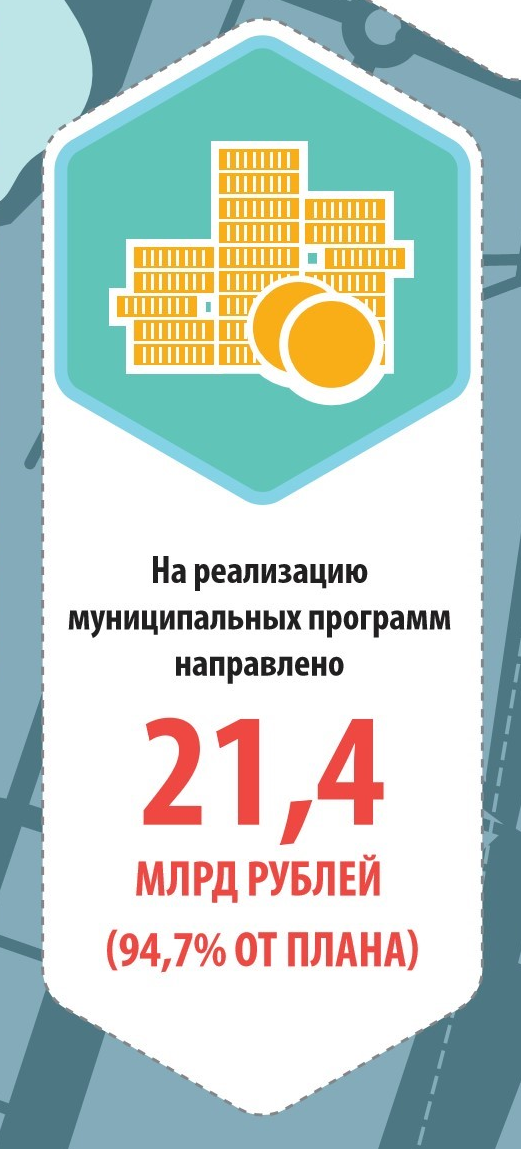 На реализацию
муниципальных программ
направлено
21,4
МЛРД РУБЛЕЙ
(94,7% ОТ ПЛАНА)